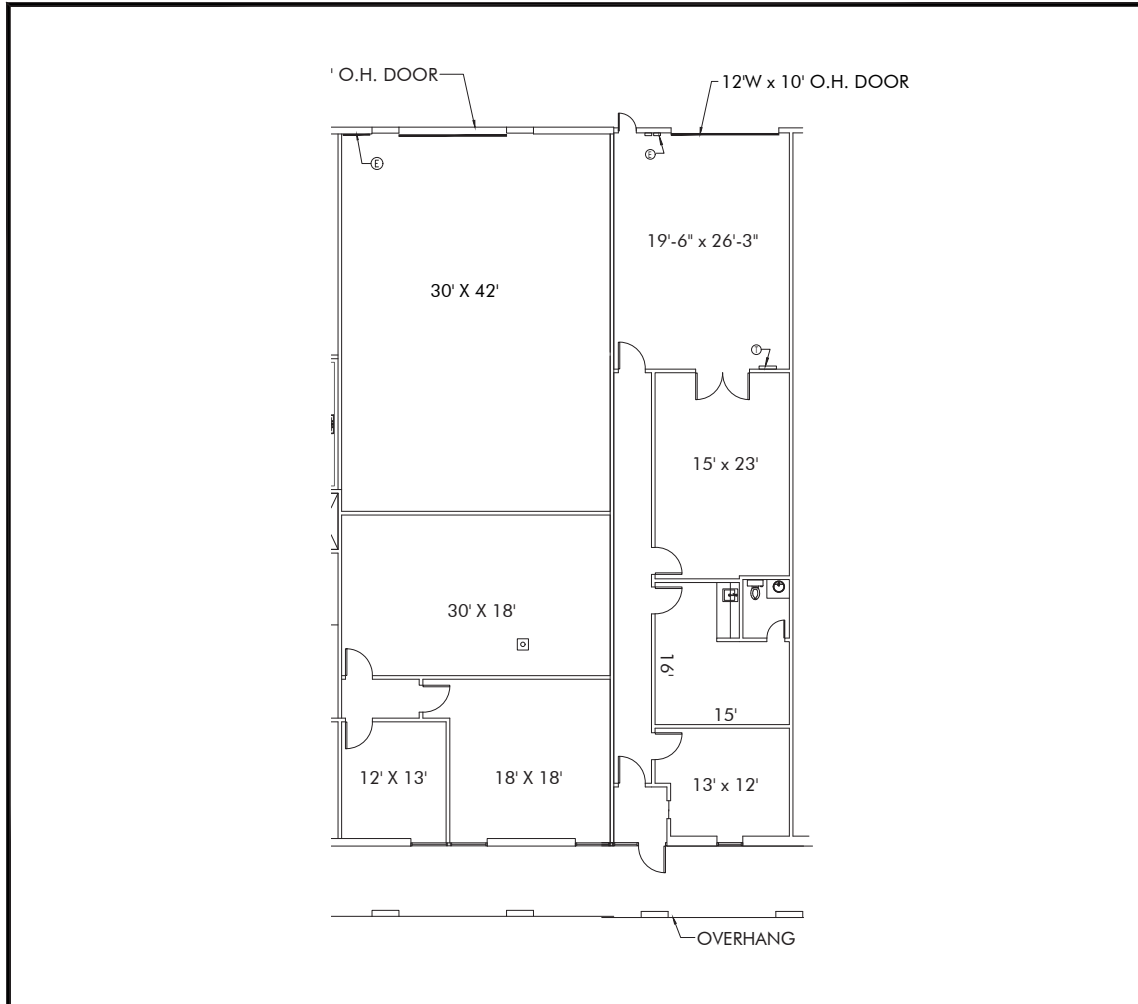 ' O.H. DOOR
12'W x 10' O.H. DOOR
E
E
19'-6" x 26'-3"
30' X 42'
T
15' x 23'
30' X 18'
16'
15'
12' X 13'
18' X 18'
13' x 12'
OVERHANG